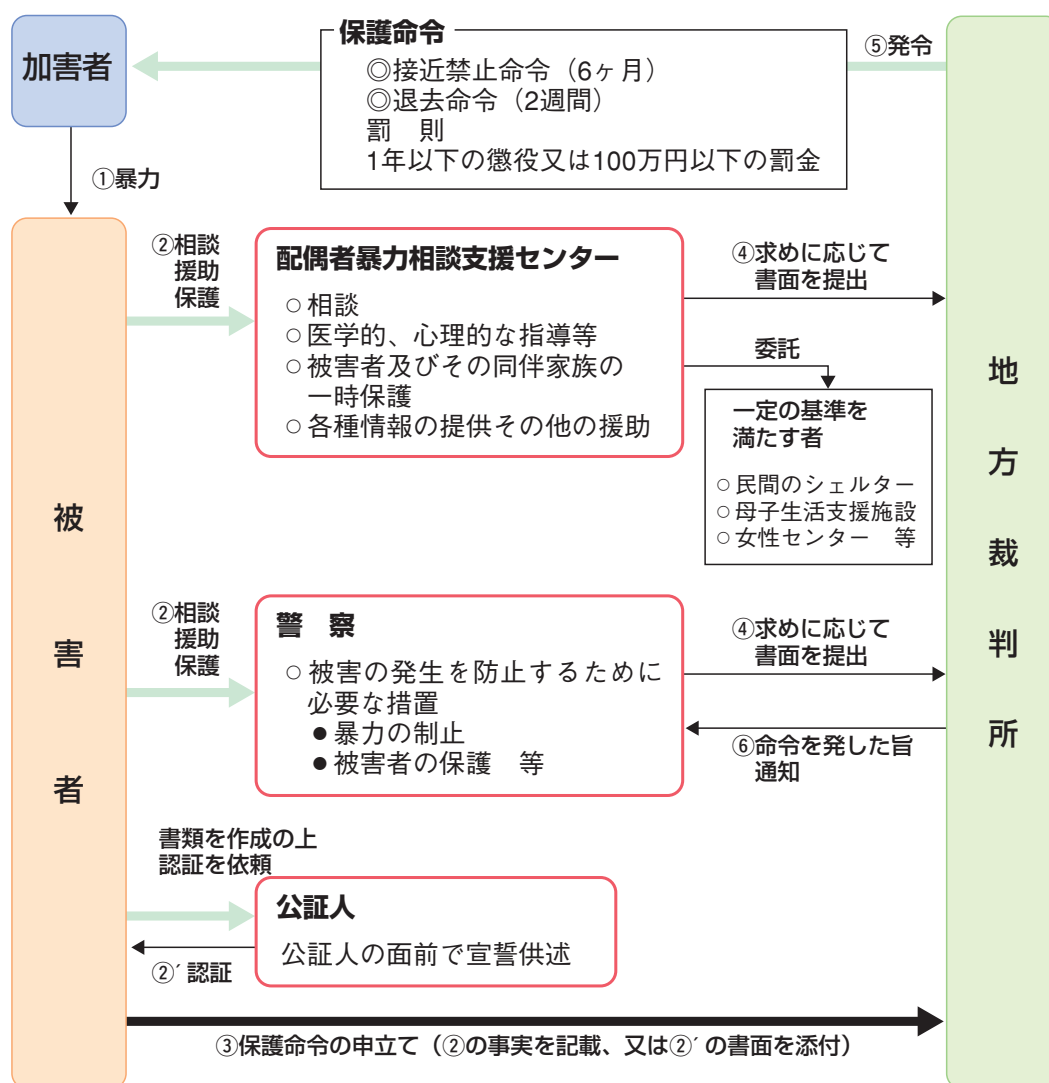 加害者
保護命令
◎接近禁止命令（6ヶ月）
◎退去命令（2週間）
罰　則
1年以下の懲役又は100万円以下の罰金
⑤発令
①暴力
②相談
援助
保護
配偶者暴力相談支援センター
○相談
○医学的、心理的な指導等
○被害者及びその同伴家族の
一時保護
○各種情報の提供その他の援助
④求めに応じて
書面を提出
委託
一定の基準を
満たす者
○民間のシェルター
○母子生活支援施設
○女性センター　等
地方裁判所
被害者
②相談
援助
保護
警　察
○被害の発生を防止するために
必要な措置
●暴力の制止
●被害者の保護　等
④求めに応じて
書面を提出
⑥命令を発した旨
通知
書類を作成の上
認証を依頼
公証人
公証人の面前で宣誓供述
②´認証
③保護命令の申立て（②の事実を記載、又は②´の書面を添付）